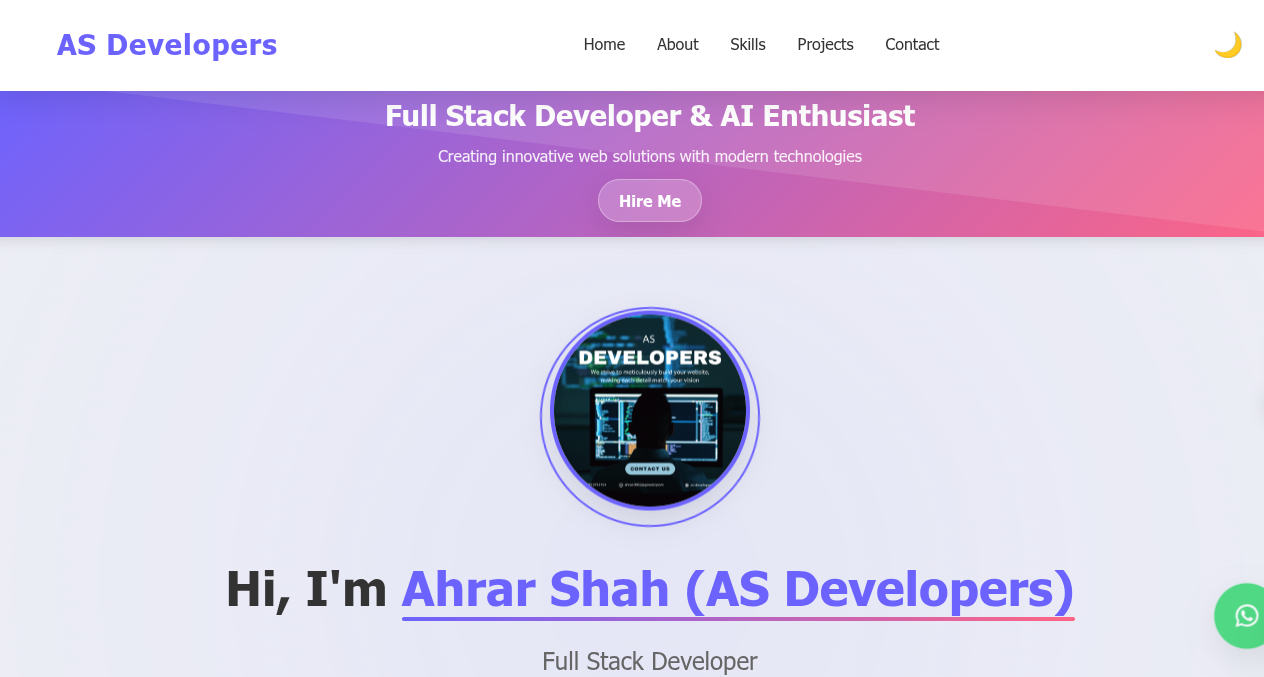 AS Developers
Home About Skills Projects Contact
Full Stack Developer & AI Enthusiast
Creating innovative web solutions with modern technologies
Hire Me
AS
DEVELOPERS
We strive to meticulously build your website,
making each detail match your vision
CONTACT US
Hi, I'm Ahrar Shah (AS Developers)
Full Stack Developer